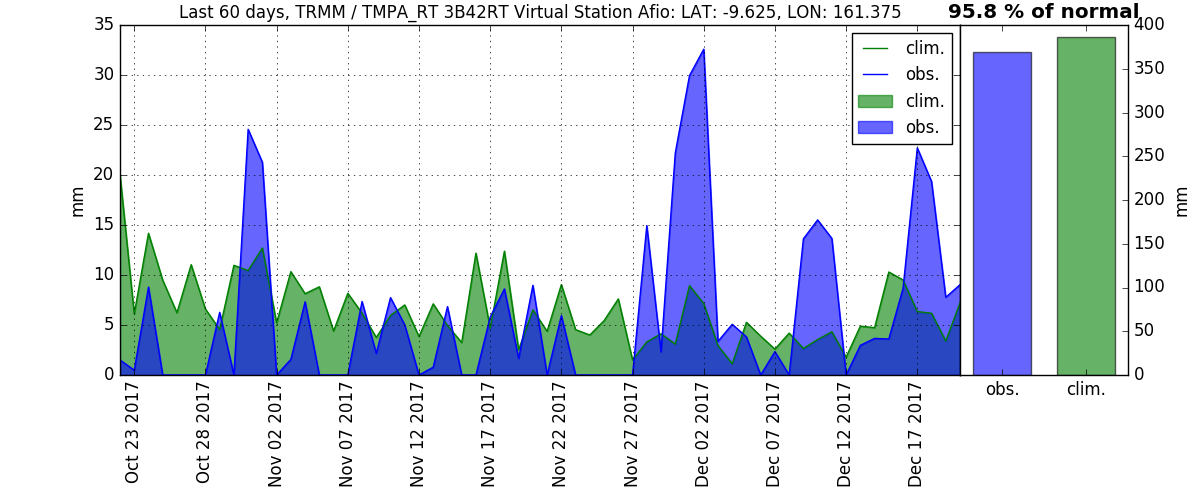 Last 60 days, TRMM / TMPA_RT 3B42RT Virtual Station Afio: LAT: -9.625, LON: 161.375
95.8 % of normal
35
30
25
20
15
10
5
0
mm
clim.
obs.
clim.
obs.
400
350
300
250
200
150
100
50
0
mm
Oct 23 2017
Oct 28 2017
Nov 02 2017
Nov 07 2017
Nov 12 2017
Nov 17 2017
Nov 22 2017
Nov 27 2017
Dec 02 2017
Dec 07 2017
Dec 12 2017
Dec 17 2017
obs.
clim.